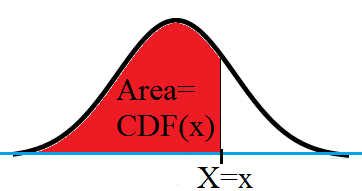 Area=
CDF(x)
X=x